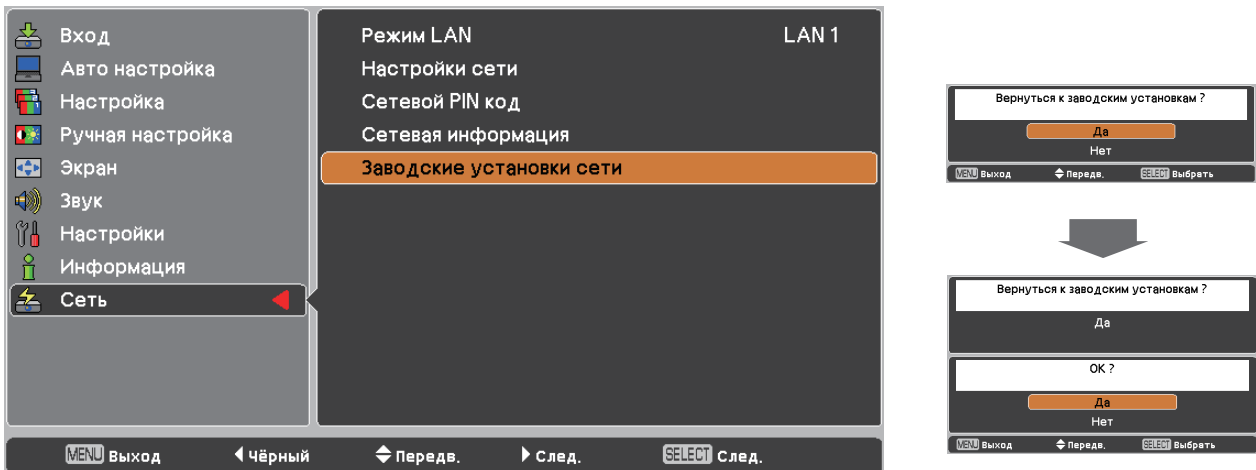 Вход
Авто настройка
Настройка
Ручная настройка
Экран
Звук
Настройки
Информация
Сеть
Режим LAN LAN 1
Настройки сети
Сетевой PIN код
Сетевая информация
Заводские установки сети
MENU Выход Чёрный Передв. След. SELECT След.
Вернуться к заводским установкам ?
Да
Нет
MENU Выход Передв. SELECT Выбрать
Вернуться к заводским установкам ?
Да
OK ?
Да
Нет
MENU Выход Передв. SELECT Выбрать